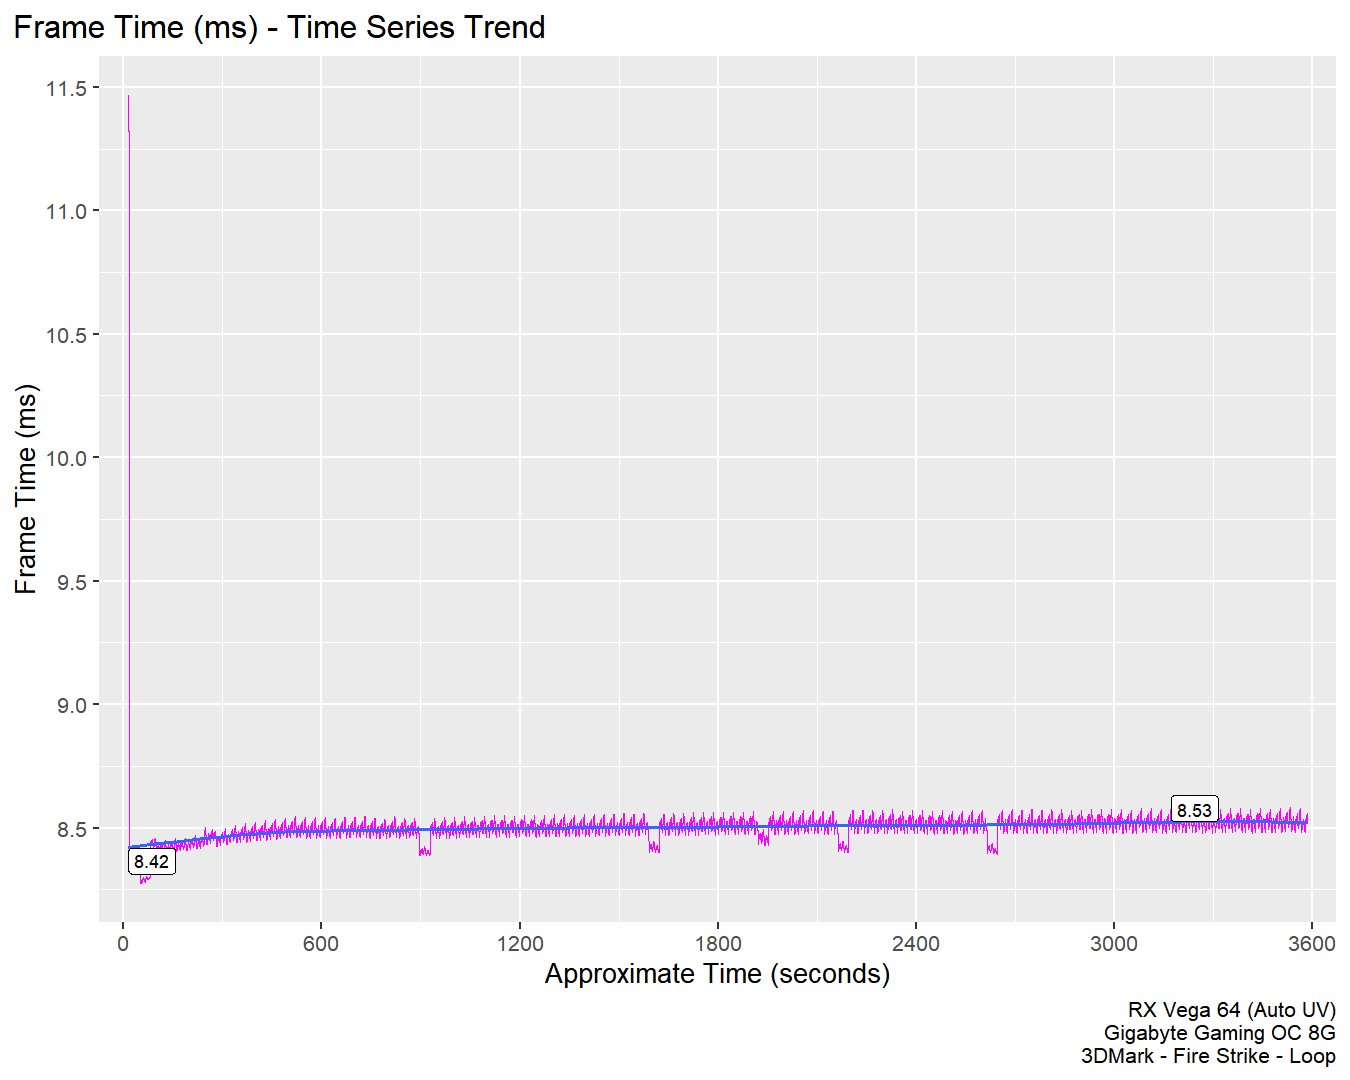 Frame Time (ms) - Time Series Trend
Frame Time (ms)
11.5
11.0
10.5
10.0
9.5
9.0
8.5
8.42
8.53
0 600 1200 1800 2400 3000 3600
Approximate Time (seconds)
RX Vega 64 (Auto UV)
Gigabyte Gaming OC 8G
3DMark - Fire Strike - Loop